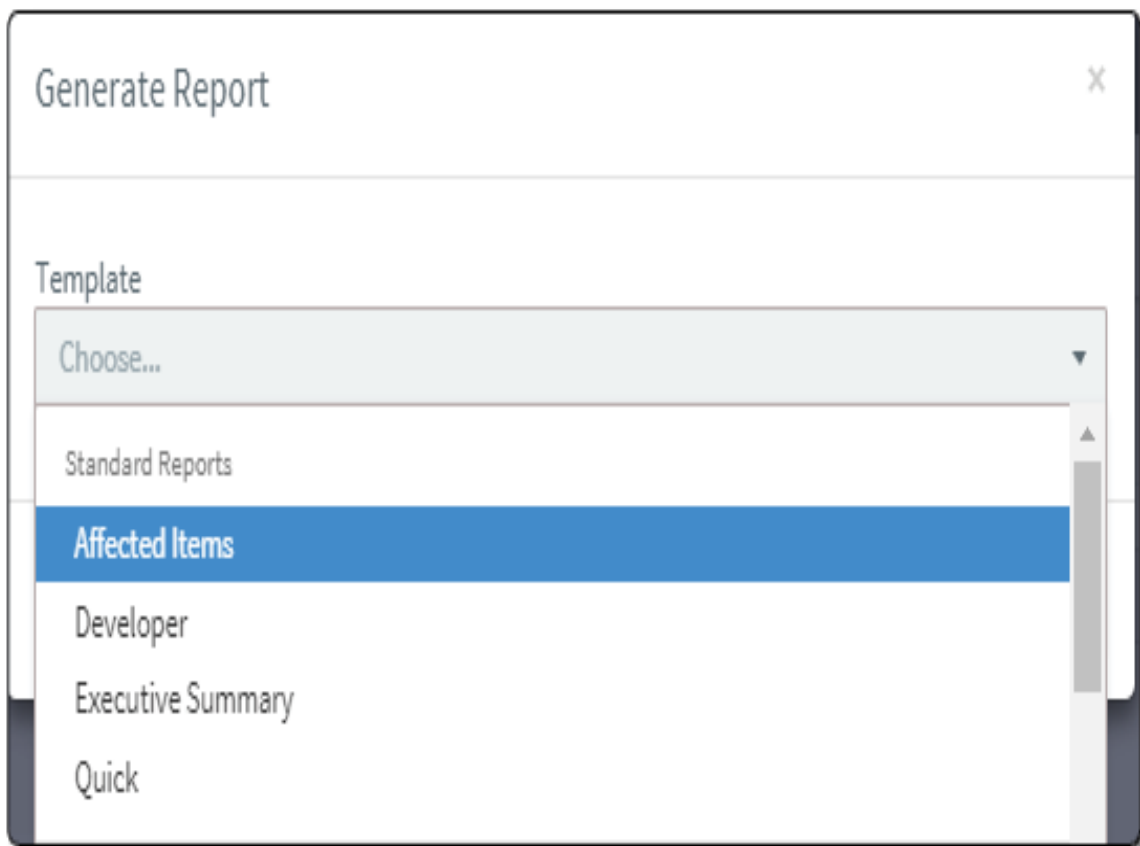 Generate Report
Template
Choose...
Standard Reports
Affected Items
Developer
Executive Summary
Quick